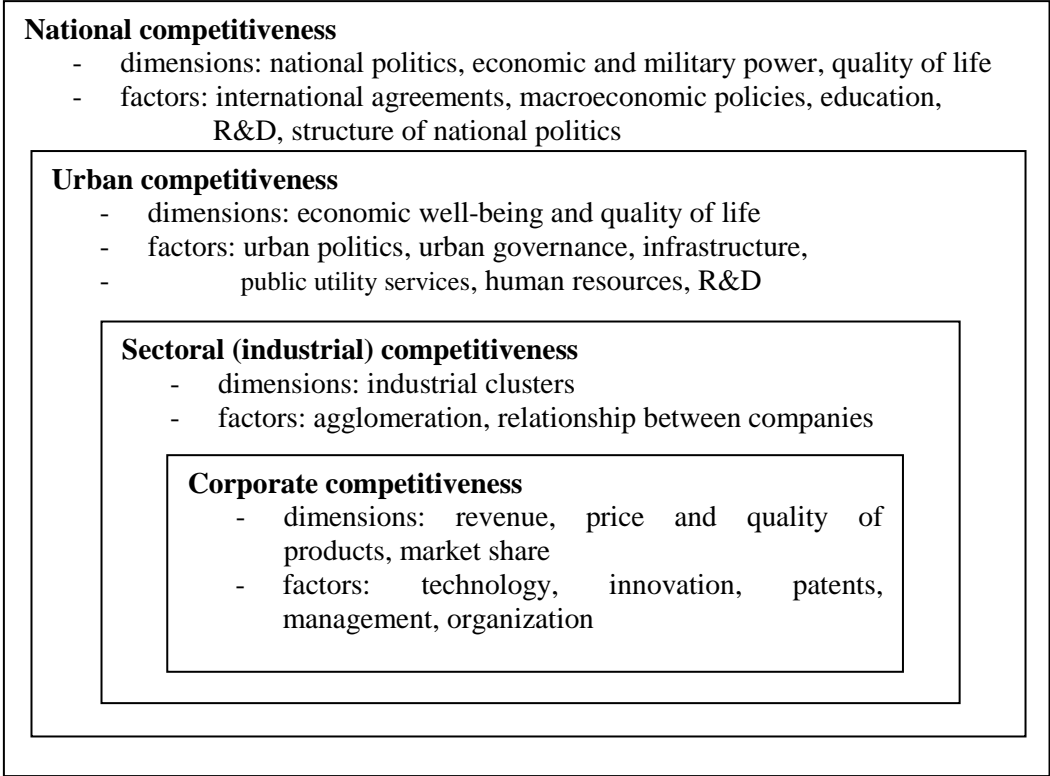 National competitiveness
- dimensions: national politics, economic and military power, quality of life
- factors: international agreements, macroeconomic policies, education,
R&D, structure of national politics
Urban competitiveness
- dimensions: economic well-being and quality of life
- factors: urban politics, urban governance, infrastructure,
- public utility services, human resources, R&D
Sectoral (industrial) competitiveness
- dimensions: industrial clusters
- factors: agglomeration, relationship between companies
Corporate competitiveness
- dimensions: revenue, price and quality of
products, market share
- factors: technology, innovation, patents,
management, organization